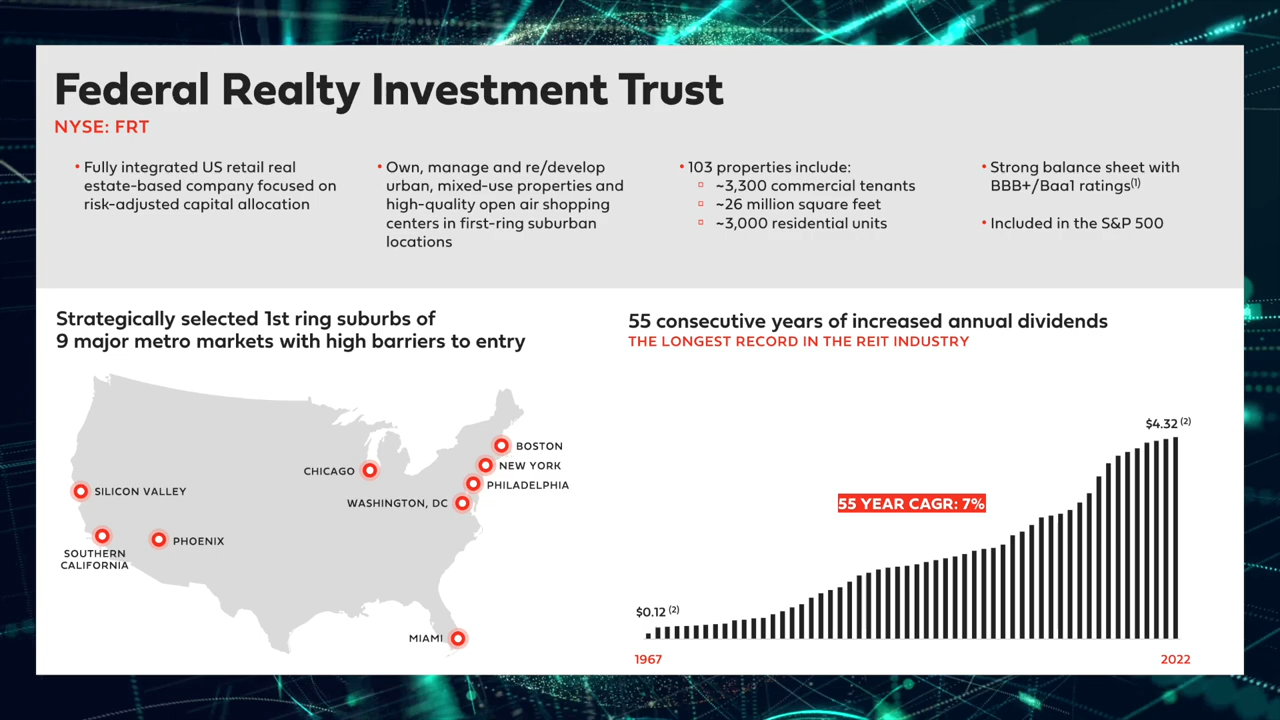 Federal Realty Investment Trust
NYSE: FRT
• Fully integrated US retail real
estate-based company focused on
risk-adjusted capital allocation
• Own, manage and re/develop
urban, mixed-use properties and
high-quality open air shopping
centers in first-ring suburban
locations
• 103 properties include:
▫ ~3,300 commercial tenants
▫ ~26 million square feet
▫ ~3,000 residential units
• Strong balance sheet with
BBB+/Baa1 ratings(1)
• Included in the S&P 500
Strategically selected 1st ring suburbs of
9 major metro markets with high barriers to entry
BOSTON
NEW YORK
CHICAGO
PHILADELPHIA
SILICON VALLEY
WASHINGTON, DC
PHOENIX
SOUTHERN
CALIFORNIA
MIAMI
55 consecutive years of increased annual dividends
THE LONGEST RECORD IN THE REIT INDUSTRY
$4.32 (2)
55 YEAR CAGR: 7%
$0.12 (2)
1967
2022